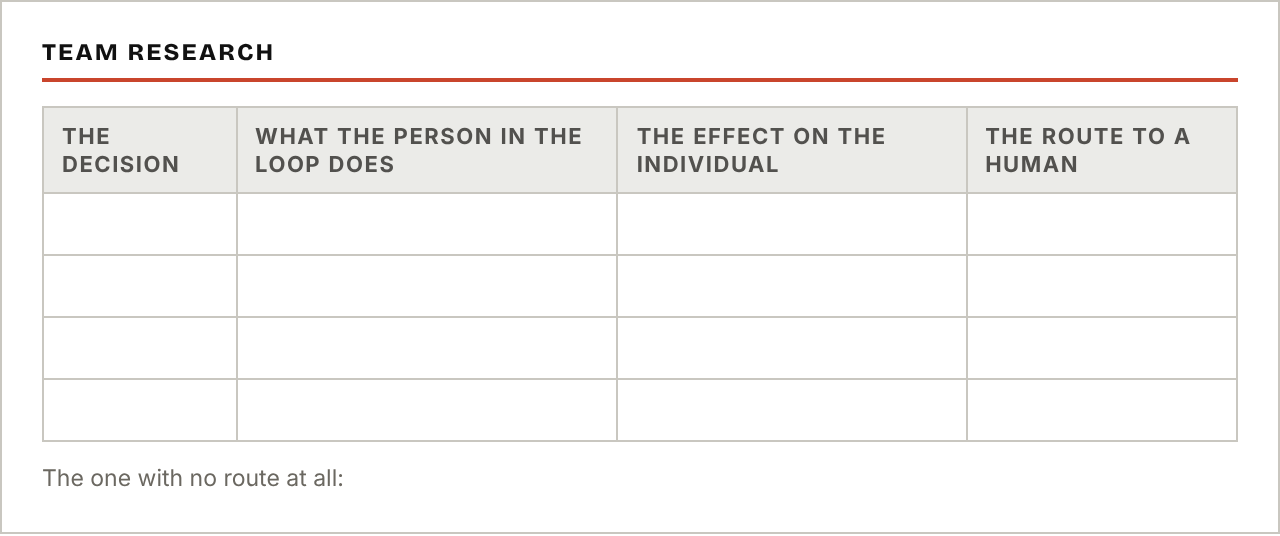 TEAM RESEARCH
THE
DECISION
WHAT THE PERSON IN THE
LOOP DOES
THE EFFECT ON THE
INDIVIDUAL
THE ROUTE TO A
HUMAN
The one with no route at all: